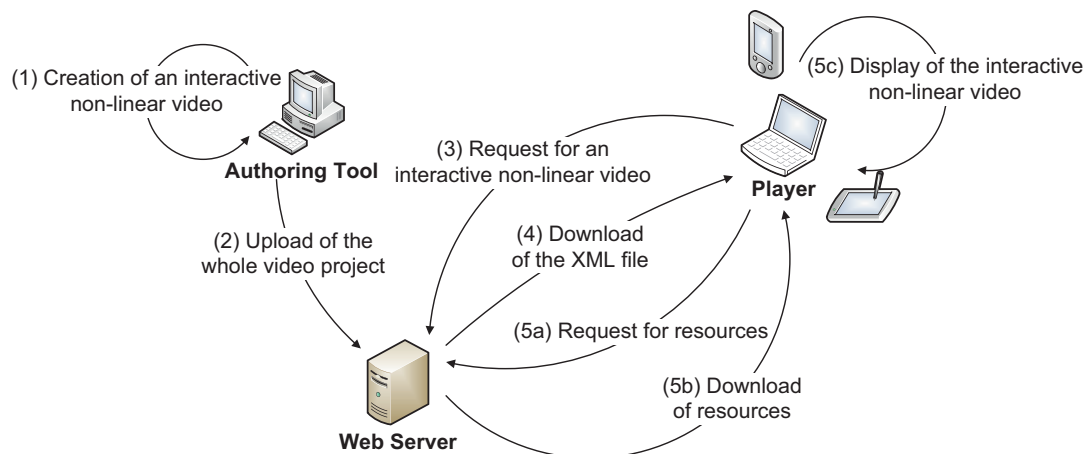 (1) Creation of an interactive
non-linear video
Authoring Tool
(2) Upload of the
whole video project
(3) Request for an
interactive non-linear video
(4) Download
of the XML file
(5a) Request for resources
(5b) Download
of resources
(5c) Display of the interactive
non-linear video
Player
Web Server